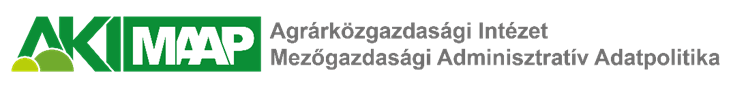 AKI MAAP
Agrárközgazdasági Intézet
Mezőgazdasági Adminisztratív Adatpolitika